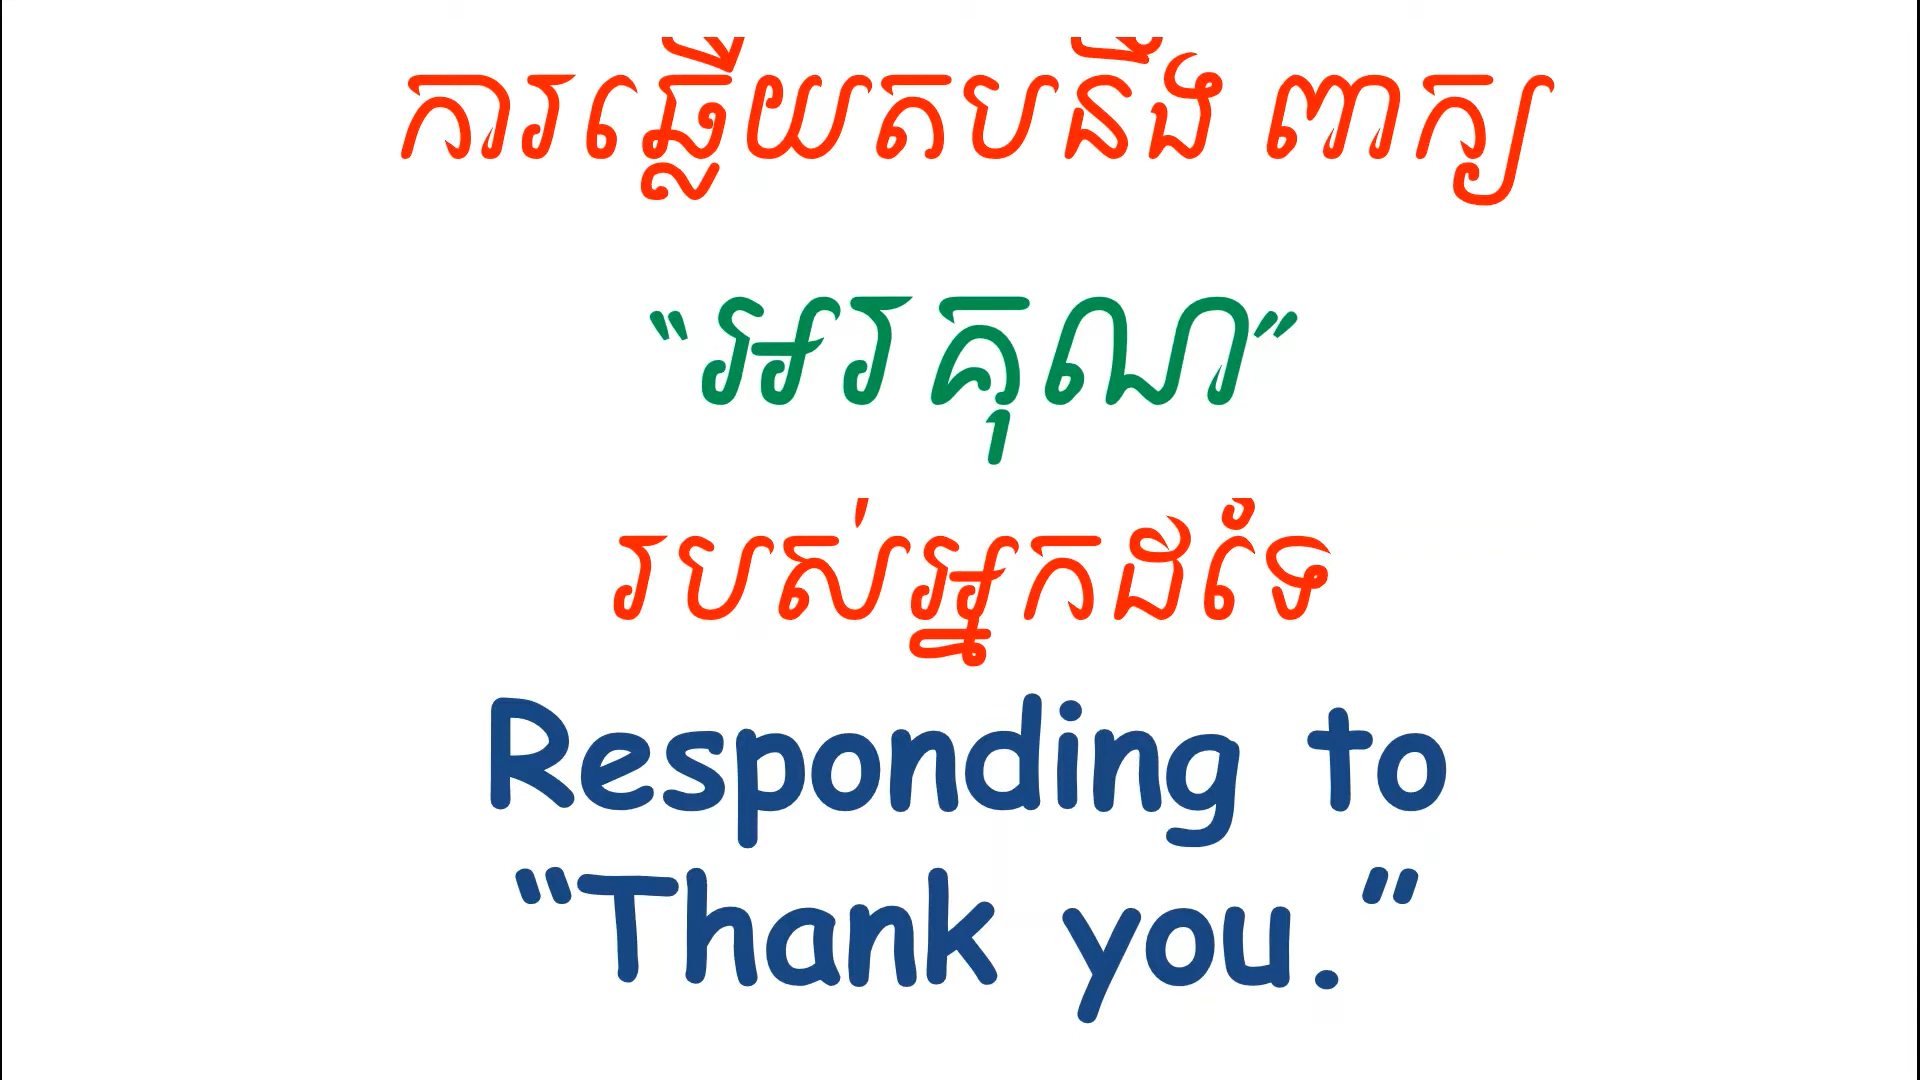 ការឆ្លើយតបនឹង ពាក្យ
“អរគុណ”
របស់អ្នកដទៃ
Responding to
“Thank you.”